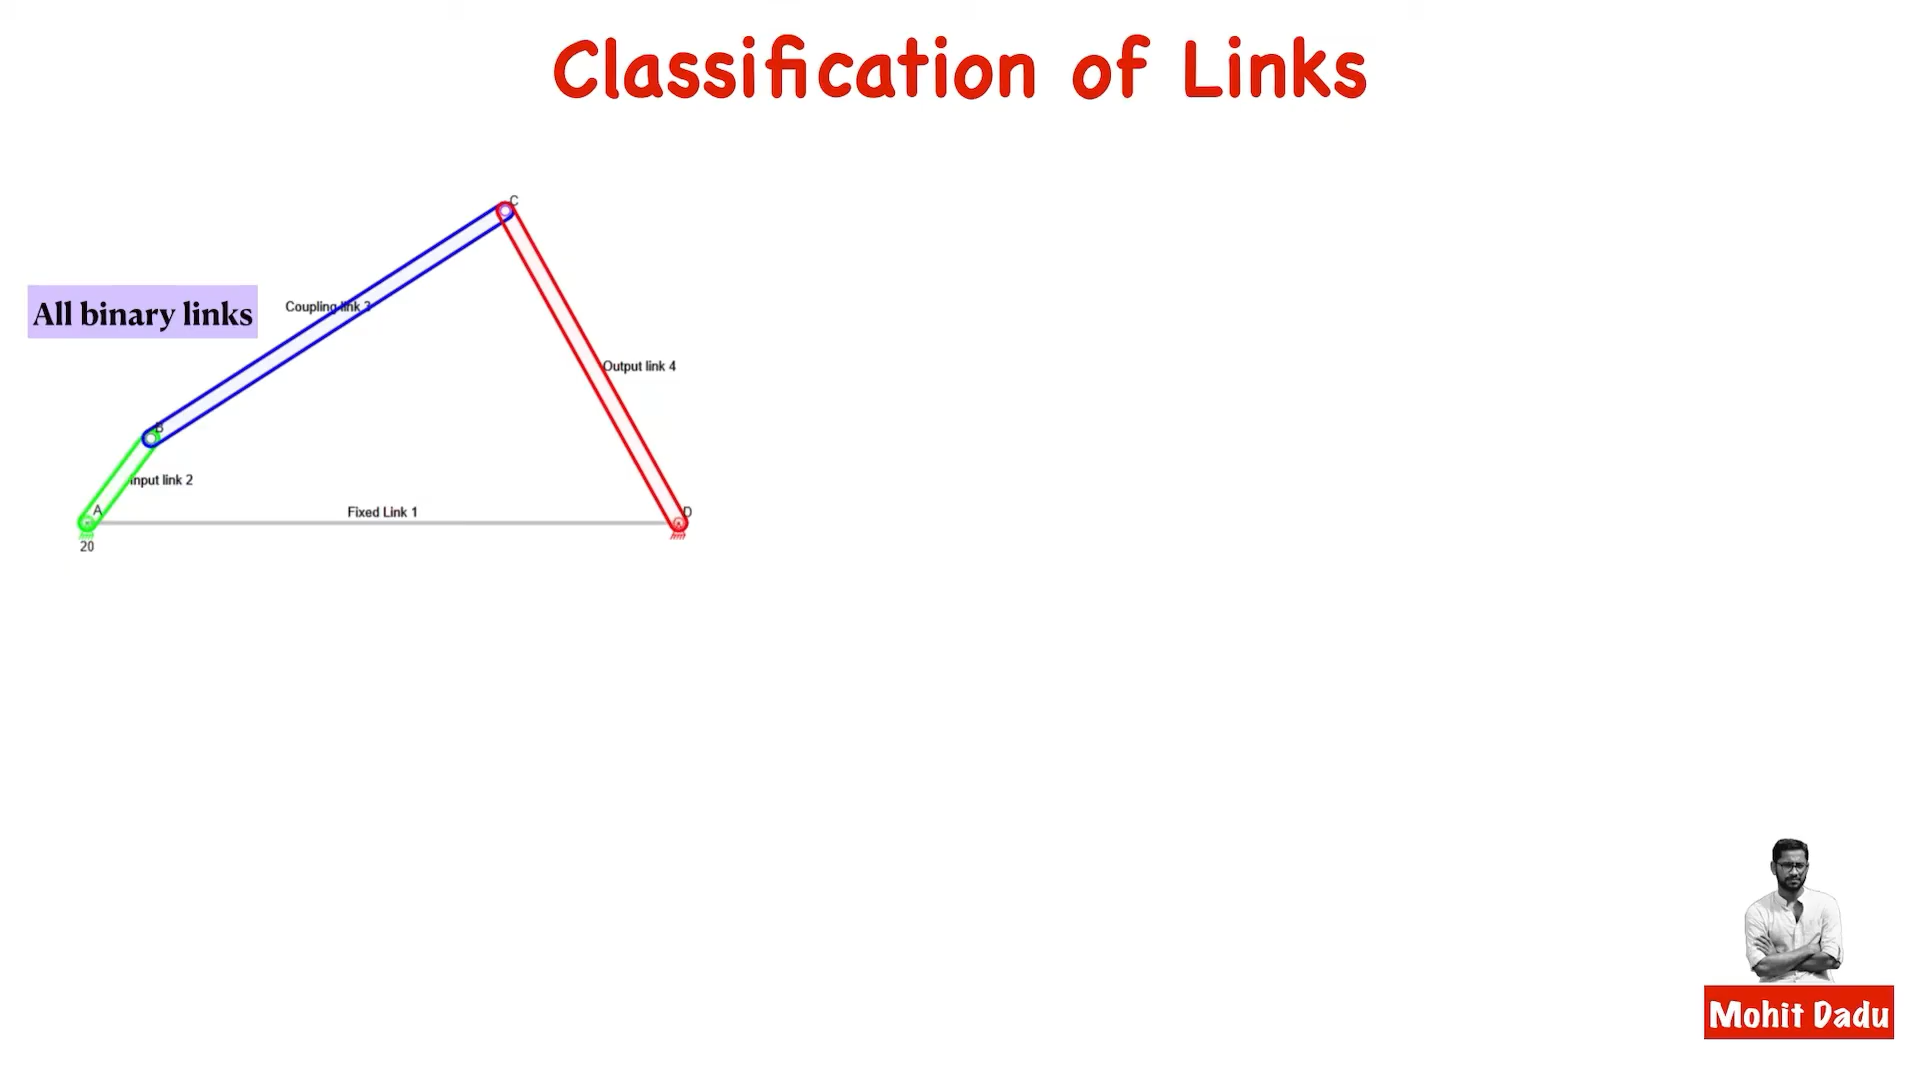 Classification of Links
C
All binary links
Coupling link 3
Output link 4
B
Input link 2
A
Fixed Link 1
D
20
Mohit Dadu